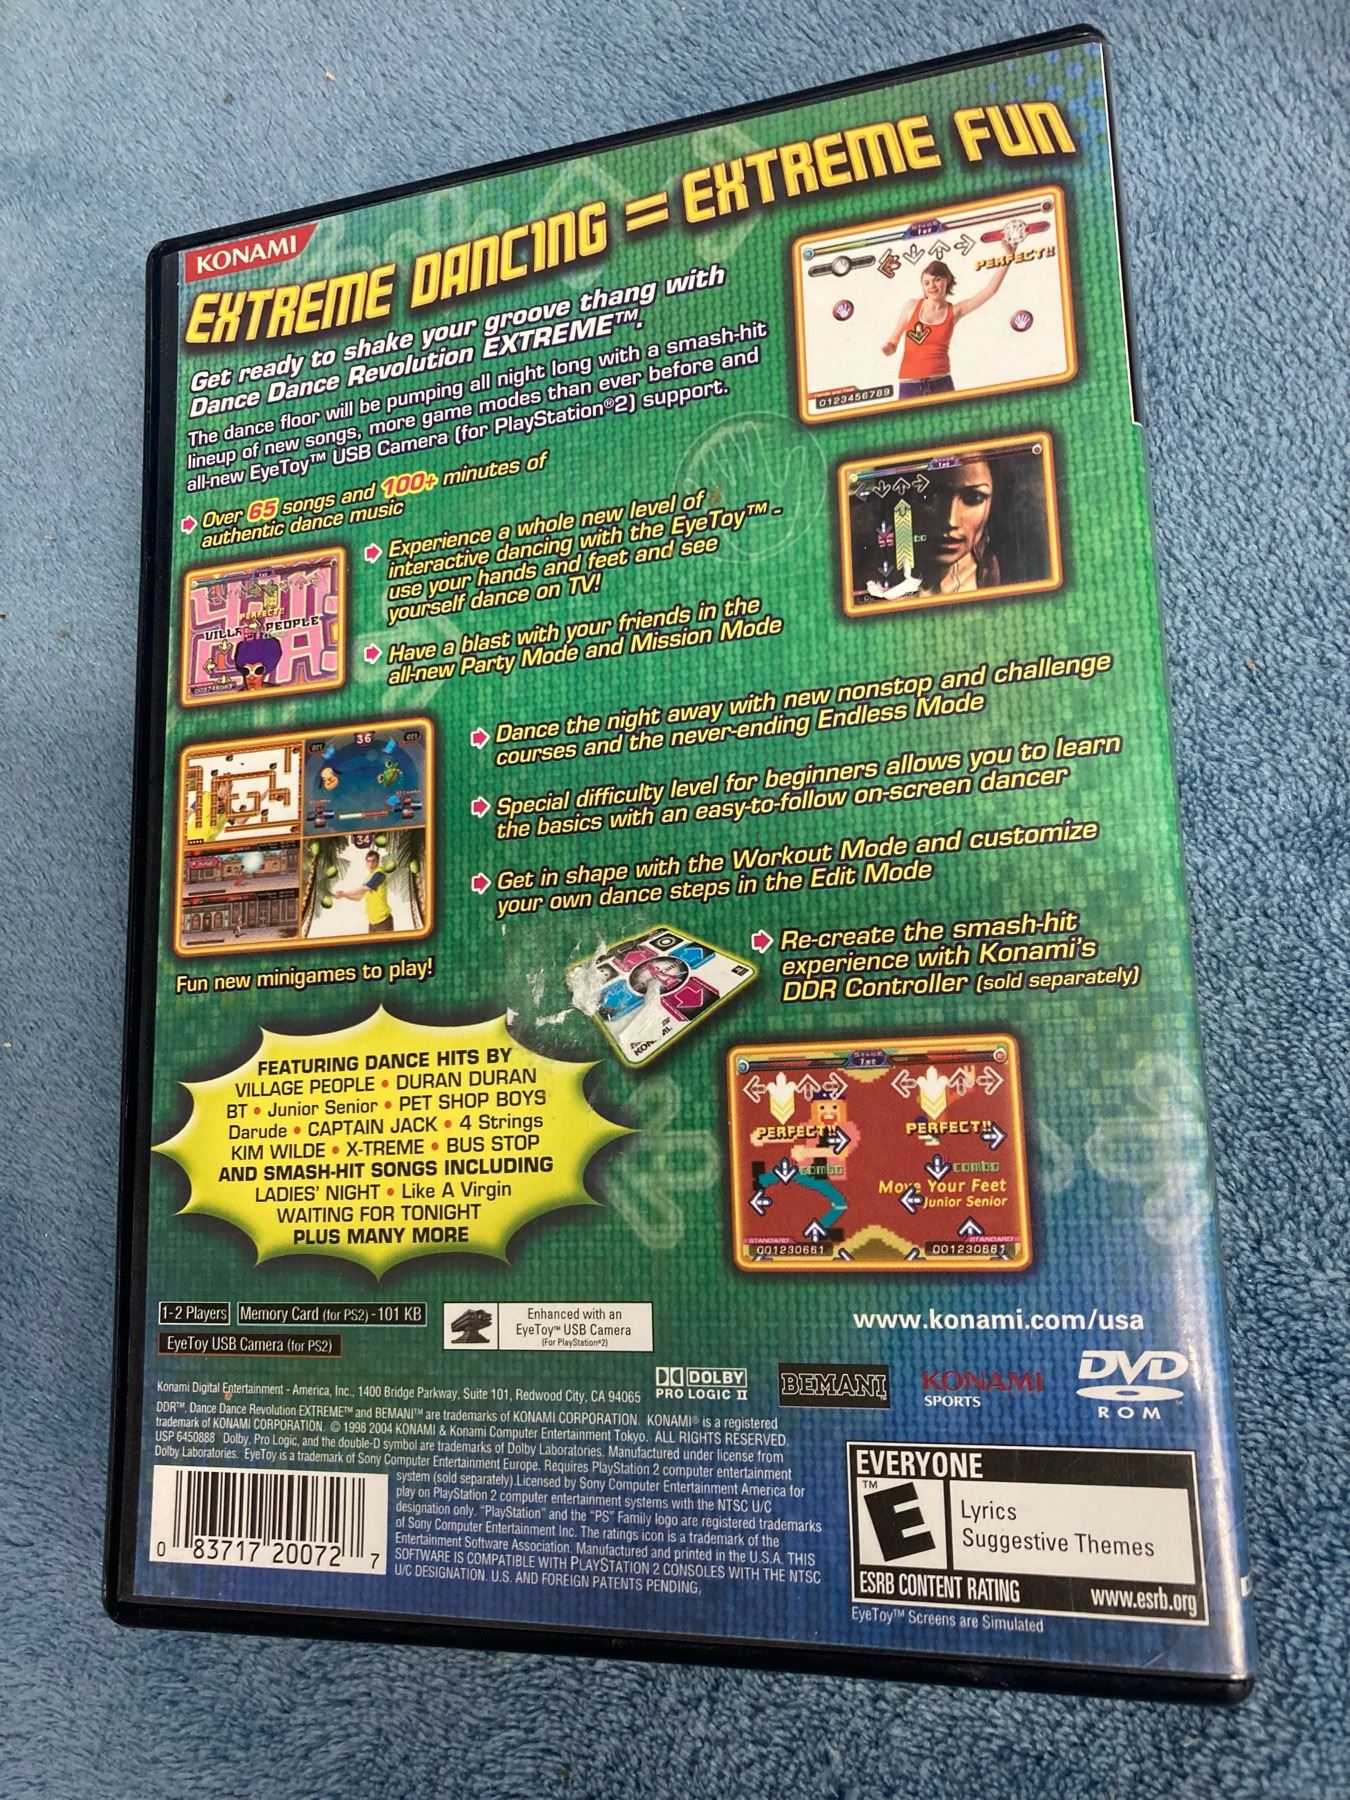 KONAMI
EXTREME DANCING = EXTREME FUN
Get ready to shake your groove thang with
Dance Dance Revolution EXTREME™.
The dance floor will be pumping all night long with a smash-hit
lineup of new songs, more game modes than ever before and
all-new EyeToy™ USB Camera (for PlayStation®2) support.
Over 65 songs and 100+ minutes of
authentic dance music
Experience a whole new level of
interactive dancing with the EyeToy™ -
use your hands and feet and see
yourself dance on TV!
Have a blast with your friends in the
all-new Party Mode and Mission Mode
Dance the night away with new nonstop and challenge
courses and the never-ending Endless Mode
Special difficulty level for beginners allows you to learn
the basics with an easy-to-follow on-screen dancer
Get in shape with the Workout Mode and customize
your own dance steps in the Edit Mode
Re-create the smash-hit
experience with Konami's
DDR Controller (sold separately)
STAGE
1st
PERFECT!!
0123456789
STAGE
1st
PERFECT!!
PEOPLE
36
34
Fun new minigames to play!
FEATURING DANCE HITS BY
VILLAGE PEOPLE • DURAN DURAN
BT • Junior Senior • PET SHOP BOYS
Darude • CAPTAIN JACK • 4 Strings
KIM WILDE • X-TREME • BUS STOP
AND SMASH-HIT SONGS INCLUDING
LADIES' NIGHT • Like A Virgin
WAITING FOR TONIGHT
PLUS MANY MORE
STAGE
1st
PERFECT!! PERFECT!!
combo combo
Move Your Feet
Junior Senior
STANDARD STANDARD
001230661 001230661
1-2 Players Memory Card (for PS2) - 101 KB
EyeToy USB Camera (for PS2)
Enhanced with an
EyeToy™ USB Camera
(For PlayStation®2)
www.konami.com/usa
DOLBY
PRO LOGIC II
BEMANI
KONAMI
SPORTS
DVD
ROM
Konami Digital Entertainment - America, Inc., 1400 Bridge Parkway, Suite 101, Redwood City, CA 94065
DDR™, Dance Dance Revolution EXTREME™ and BEMANI™ are trademarks of KONAMI CORPORATION. KONAMI® is a registered
trademark of KONAMI CORPORATION. © 1998 2004 KONAMI & Konami Computer Entertainment Tokyo. ALL RIGHTS RESERVED.
USP 6450888 Dolby, Pro Logic, and the double-D symbol are trademarks of Dolby Laboratories. Manufactured under license from
Dolby Laboratories. EyeToy is a trademark of Sony Computer Entertainment Europe. Requires PlayStation 2 computer entertainment
system (sold separately).Licensed by Sony Computer Entertainment America for
play on PlayStation 2 computer entertainment systems with the NTSC U/C
designation only. "PlayStation" and the "PS" Family logo are registered trademarks
of Sony Computer Entertainment Inc. The ratings icon is a trademark of the
Entertainment Software Association. Manufactured and printed in the U.S.A. THIS
SOFTWARE IS COMPATIBLE WITH PLAYSTATION 2 CONSOLES WITH THE NTSC
U/C DESIGNATION. U.S. AND FOREIGN PATENTS PENDING.
0 83717 20072 7
EVERYONE
E
TM
Lyrics
Suggestive Themes
ESRB CONTENT RATING www.esrb.org
EyeToy™ Screens are Simulated